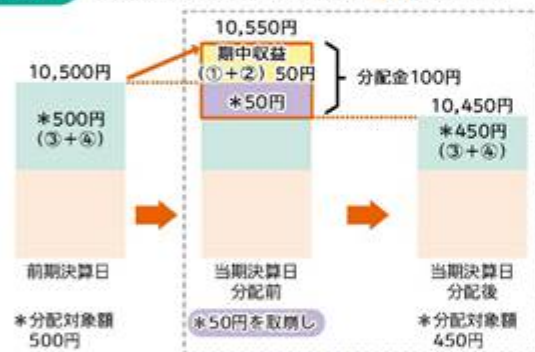 10,550円
期中収益
(①+②) 50円
分配金100円
10,500円
*50円
10,450円
*500円
(③+④)
*450円
(③+④)
前期決算日
当期決算日
分配前
当期決算日
分配後
*分配対象額
500円
*50円を取崩し
*分配対象額
450円